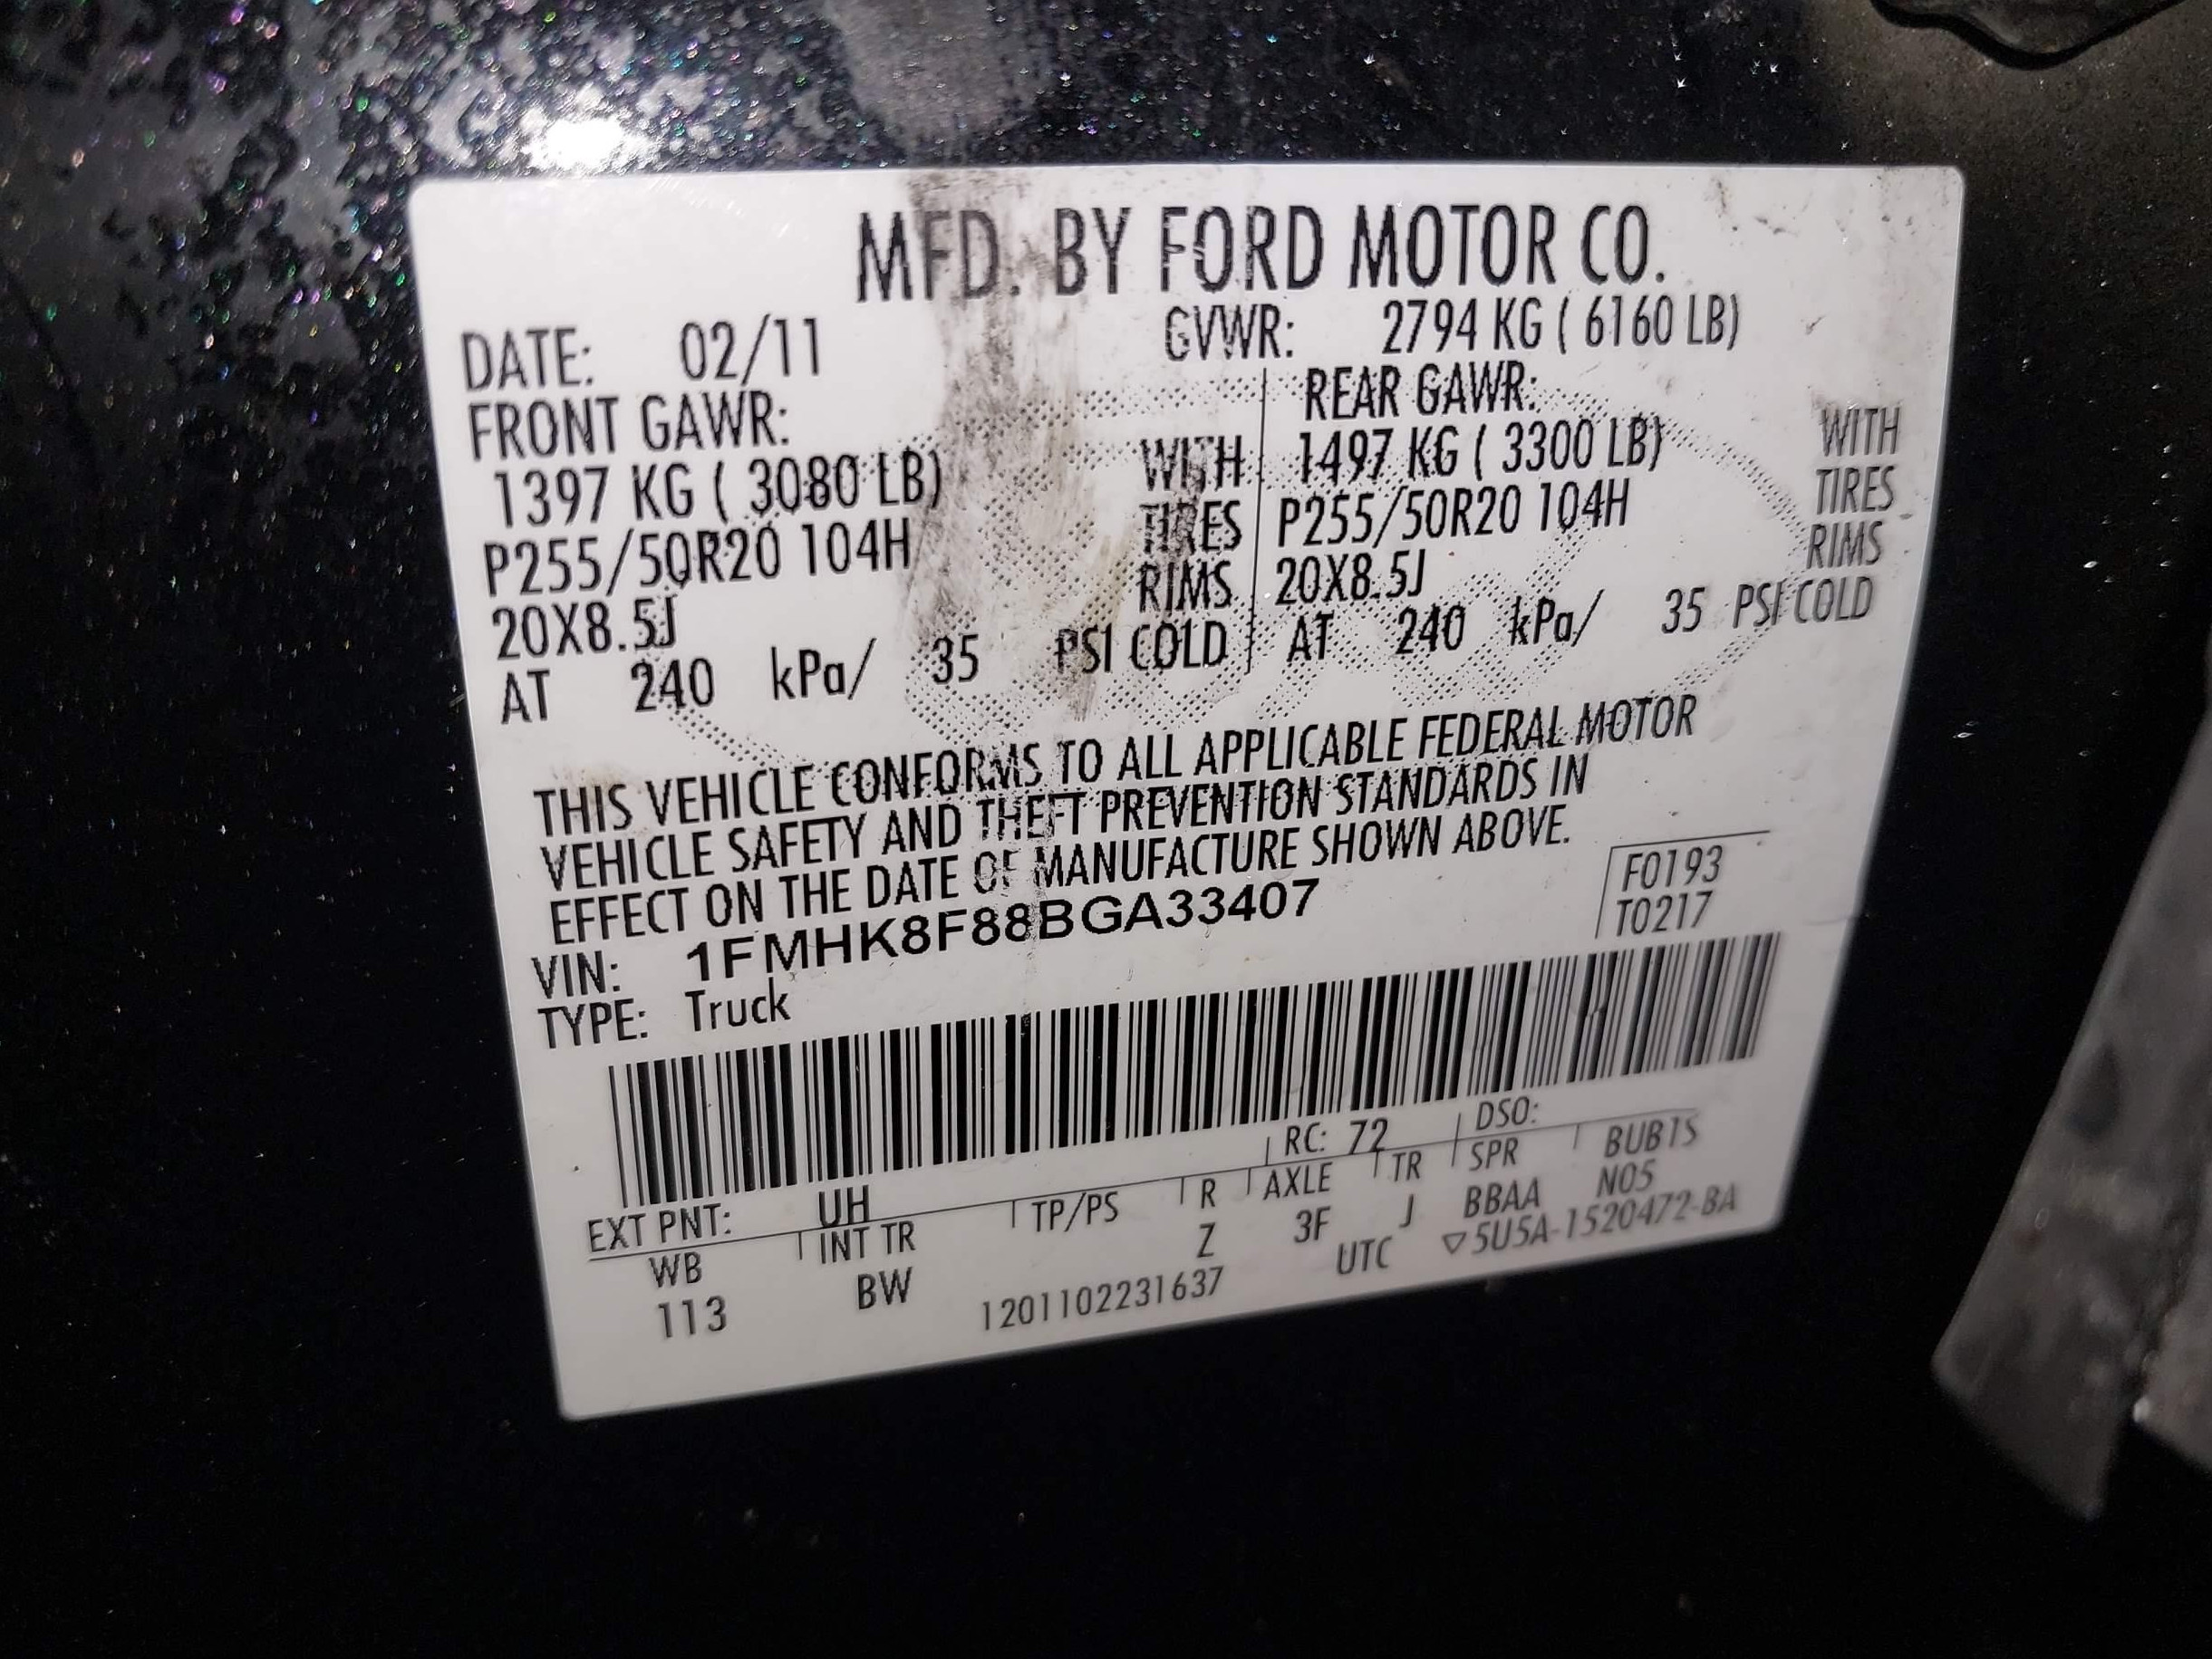 MFD. BY FORD MOTOR CO.
DATE: 02/11 GVWR: 2794 KG ( 6160 LB)
FRONT GAWR: REAR GAWR:
1397 KG ( 3080 LB) WITH 1497 KG ( 3300 LB) WITH
P255/50R20 104H TIRES P255/50R20 104H TIRES
20X8.5J RIMS 20X8.5J RIMS
AT 240 kPa/ 35 PSI COLD AT 240 kPa/ 35 PSI COLD
THIS VEHICLE CONFORMS TO ALL APPLICABLE FEDERAL MOTOR
VEHICLE SAFETY AND THEFT PREVENTION STANDARDS IN
EFFECT ON THE DATE OF MANUFACTURE SHOWN ABOVE.
VIN: 1FMHK8F88BGA33407 F0193
TYPE: Truck T0217
EXT PNT: UH RC: 72 DSO:
WB INT TR TP/PS R AXLE TR SPR BUB1S
113 BW Z 3F J BBAA N05
1201102231637 UTC ▽5U5A-1520472-BA